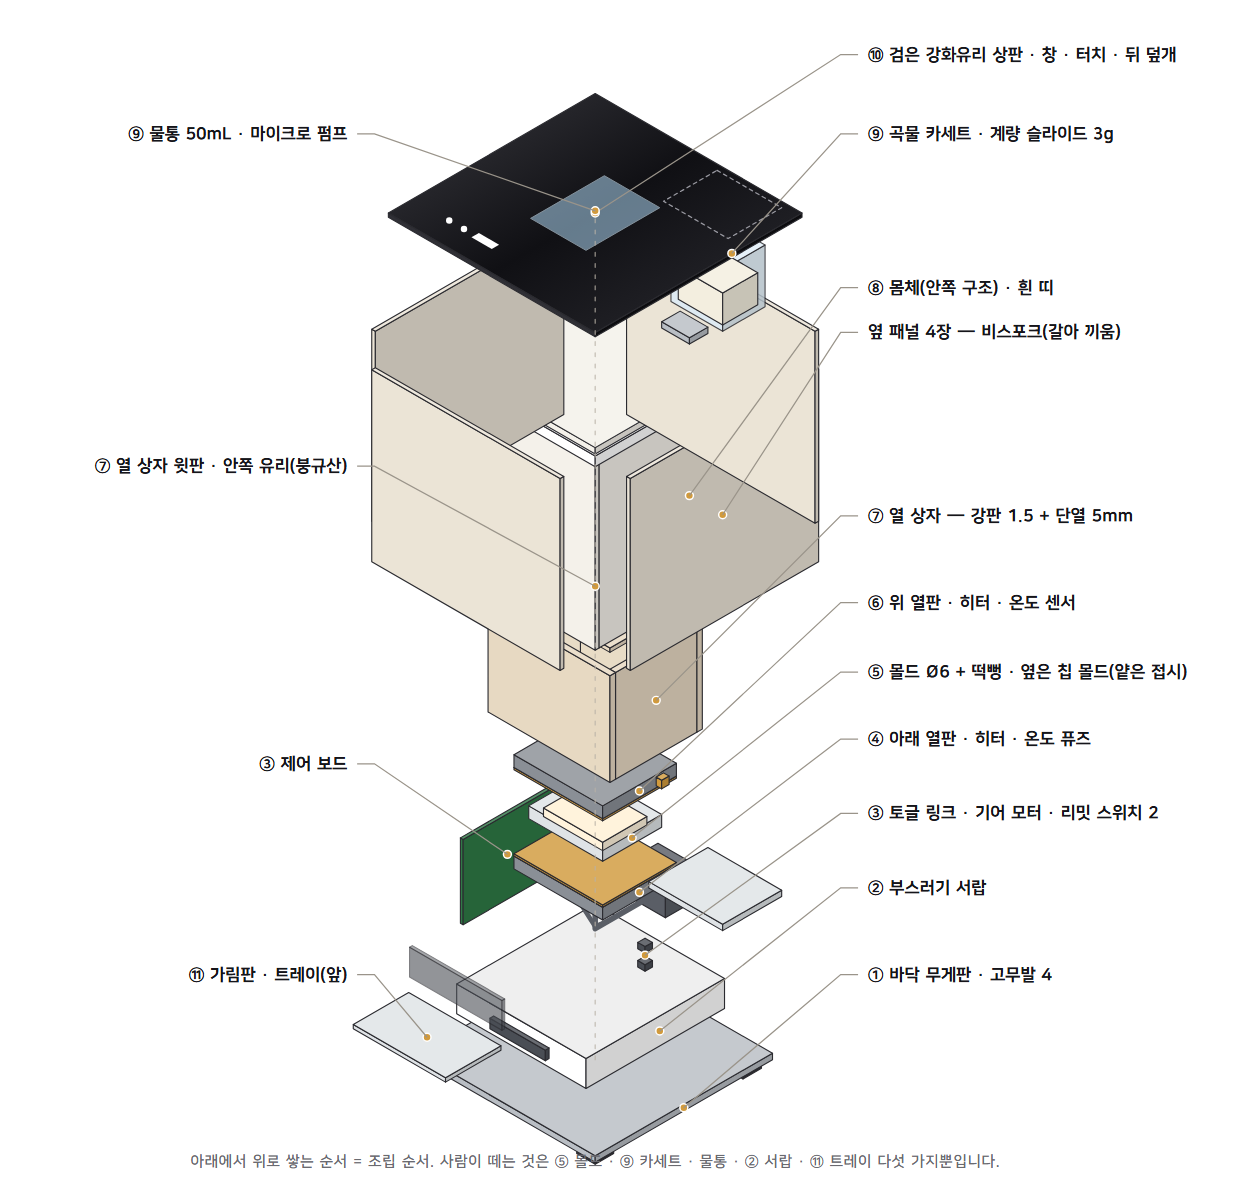 ⑩ 검은 강화유리 상판 · 창 · 터치 · 뒤 덮개
⑨ 물통 50mL · 마이크로 펌프
⑨ 곡물 카세트 · 계량 슬라이드 3g
⑧ 몸체(안쪽 구조) · 흰 띠
옆 패널 4장 — 비스포크(갈아 끼움)
⑦ 열 상자 윗판 · 안쪽 유리(붕규산)
⑦ 열 상자 — 강판 1.5 + 단열 5mm
⑥ 위 열판 · 히터 · 온도 센서
⑤ 몰드 Ø6 + 떡뻥 · 옆은 칩 몰드(얕은 접시)
④ 아래 열판 · 히터 · 온도 퓨즈
③ 제어 보드
③ 토글 링크 · 기어 모터 · 리밋 스위치 2
② 부스러기 서랍
⑪ 가림판 · 트레이(앞)
① 바닥 무게판 · 고무발 4
아래에서 위로 쌓는 순서 = 조립 순서. 사람이 떼는 것은 ⑤ 몰드 · ⑨ 카세트 · 물통 · ② 서랍 · ⑪ 트레이 다섯 가지뿐입니다.